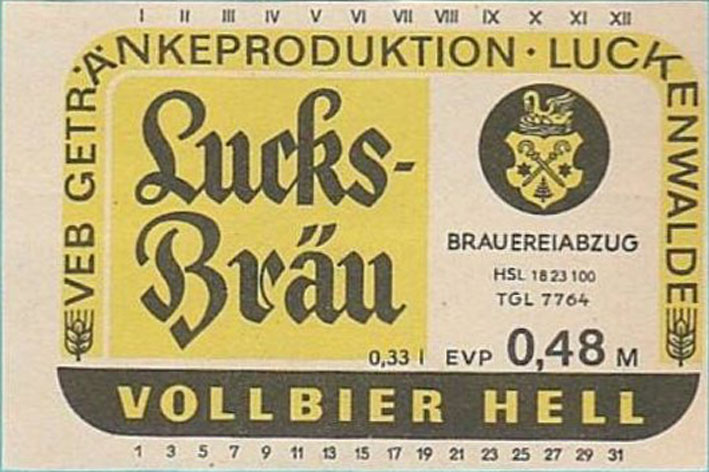 I II III IV V VI VII VIII IX X XI XII
VEB GETRÄNKEPRODUKTION · LUCKENWALDE
Lucks-
Bräu
BRAUEREIABZUG
HSL 18 23 100
TGL 7764
0,33 l EVP 0,48 M
VOLLBIER HELL
1 3 5 7 9 11 13 15 17 19 21 23 25 27 29 31